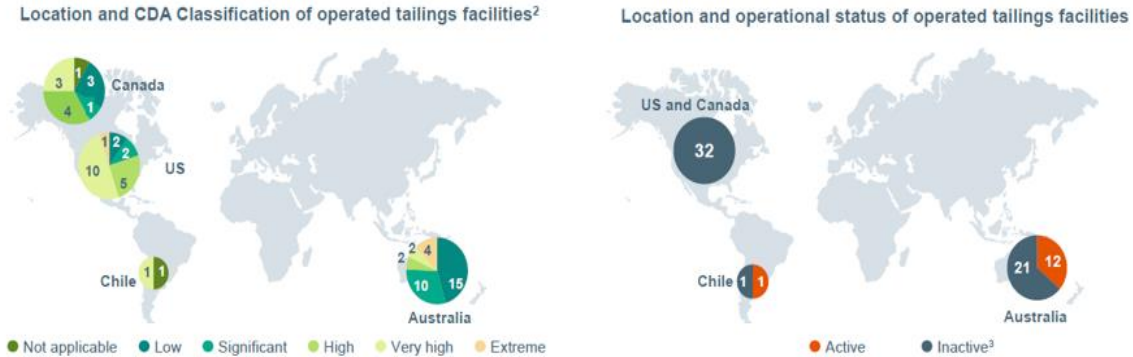 Location and CDA Classification of operated tailings facilities²
3
1
3
Canada
4
1
1
2
2
US
10
5
Chile
1
1
2
4
2
10
15
Australia
Not applicable Low Significant High Very high Extreme
Location and operational status of operated tailings facilities
US and Canada
32
Chile
1
1
21
12
Australia
Active Inactive³